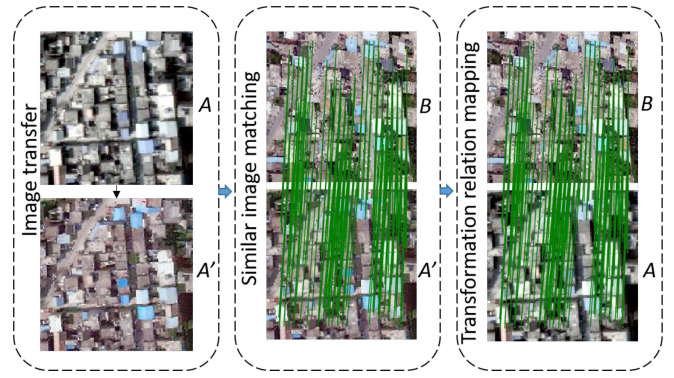 Image transfer
A
A′
Similar image matching
B
A′
Transformation relation mapping
B
A